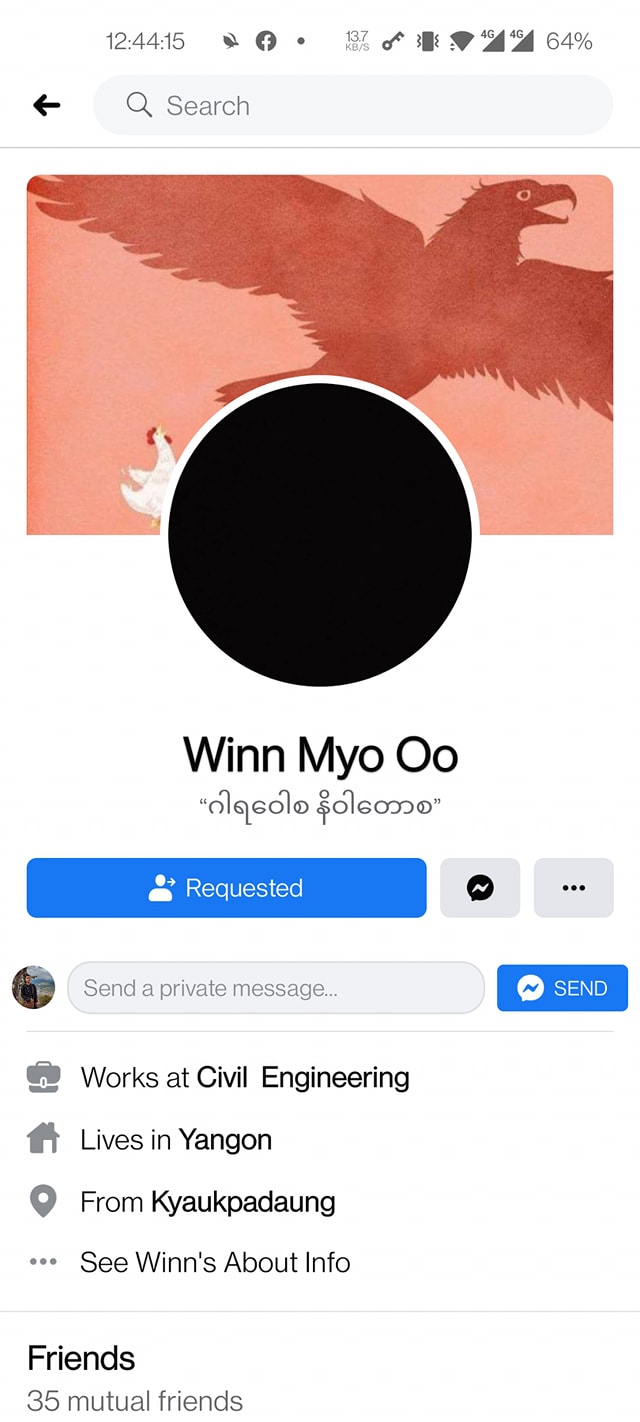 12:44:15
13.7
KB/S
4G
4G
64%
Search
Winn Myo Oo
“ဂါရဝေါစ နိဝါတောစ”
Requested
Send a private message...
SEND
Works at Civil Engineering
Lives in Yangon
From Kyaukpadaung
See Winn's About Info
Friends
35 mutual friends